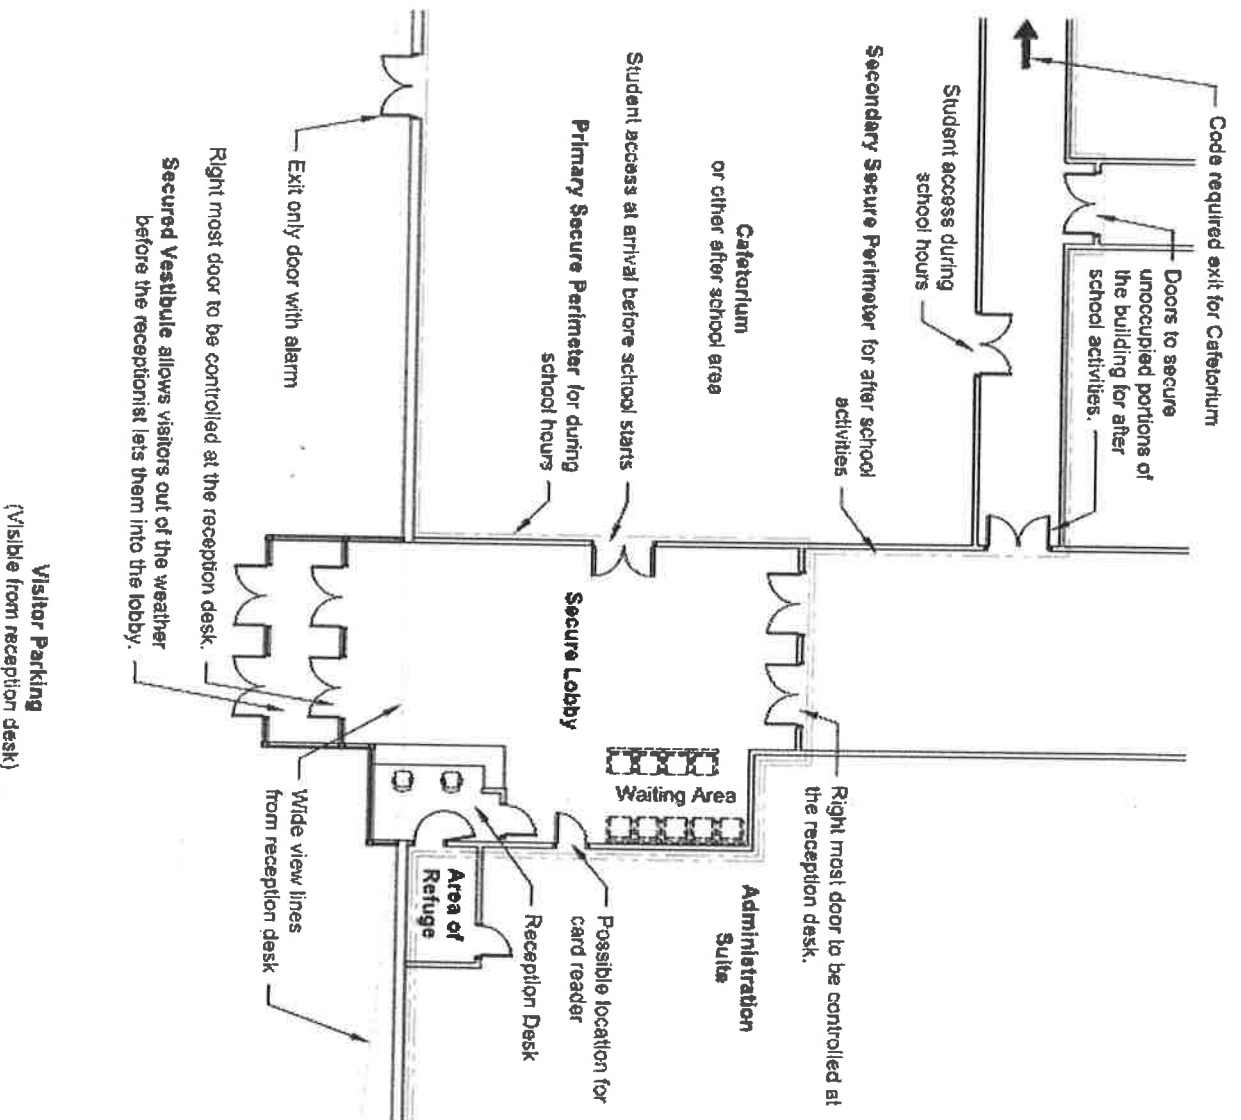 Code required exit for Cafetorium
Doors to secure
unoccupied portions of
the building for after
school activities.
Student access during
school hours
Secondary Secure Perimeter for after school
activities
Cafetorium
or other after school area
Student access at arrival before school starts
Primary Secure Perimeter for during
school hours
Exit only door with alarm
Right most door to be controlled at the reception desk.
Secured Vestibule allows visitors out of the weather
before the receptionist lets them into the lobby.
Secure Lobby
Waiting Area
Right most door to be controlled at
the reception desk.
Administration
Suite
Possible location for
card reader
Reception Desk
Area of
Refuge
Wide view lines
from reception desk
Visitor Parking
(Visible from reception desk)